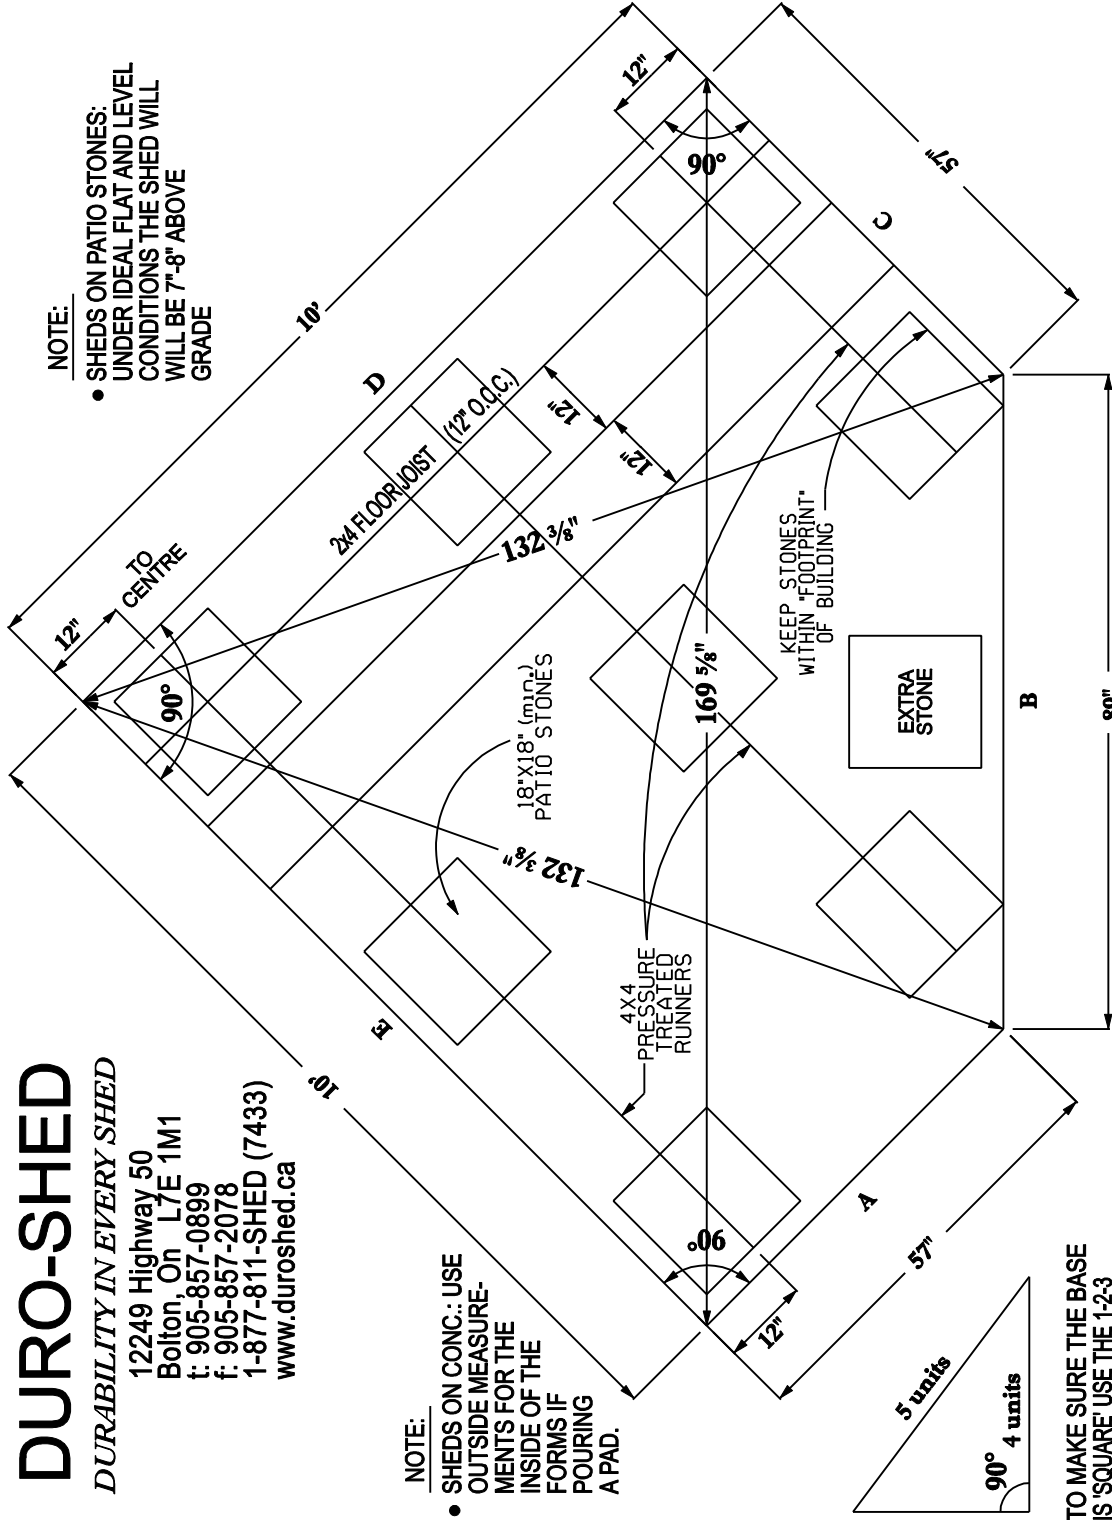 DURO-SHED
DURABILITY IN EVERY SHED
12249 Highway 50
Bolton, On L7E 1M1
t: 905-857-0899
f: 905-857-2078
1-877-811-SHED (7433)
www.duroshed.ca
NOTE:
• SHEDS ON PATIO STONES:
UNDER IDEAL FLAT AND LEVEL
CONDITIONS THE SHED WILL
WILL BE 7"-8" ABOVE
GRADE
NOTE:
• SHEDS ON CONC.: USE
OUTSIDE MEASURE-
MENTS FOR THE
INSIDE OF THE
FORMS IF
POURING
A PAD.
10'
10'
12"
TO
CENTRE
90°
D
E
2x4 FLOOR JOIST (12" O.C.)
12"
12"
12"
90°
132 3/8"
132 3/8"
18"X18" (min.)
PATIO STONES
169 5/8"
4X4
PRESSURE
TREATED
RUNNERS
KEEP STONES
WITHIN "FOOTPRINT"
OF BUILDING
EXTRA
STONE
90°
12"
A
B
C
57"
57"
80"
5 units
4 units
90°
TO MAKE SURE THE BASE
IS 'SQUARE' USE THE 1-2-3